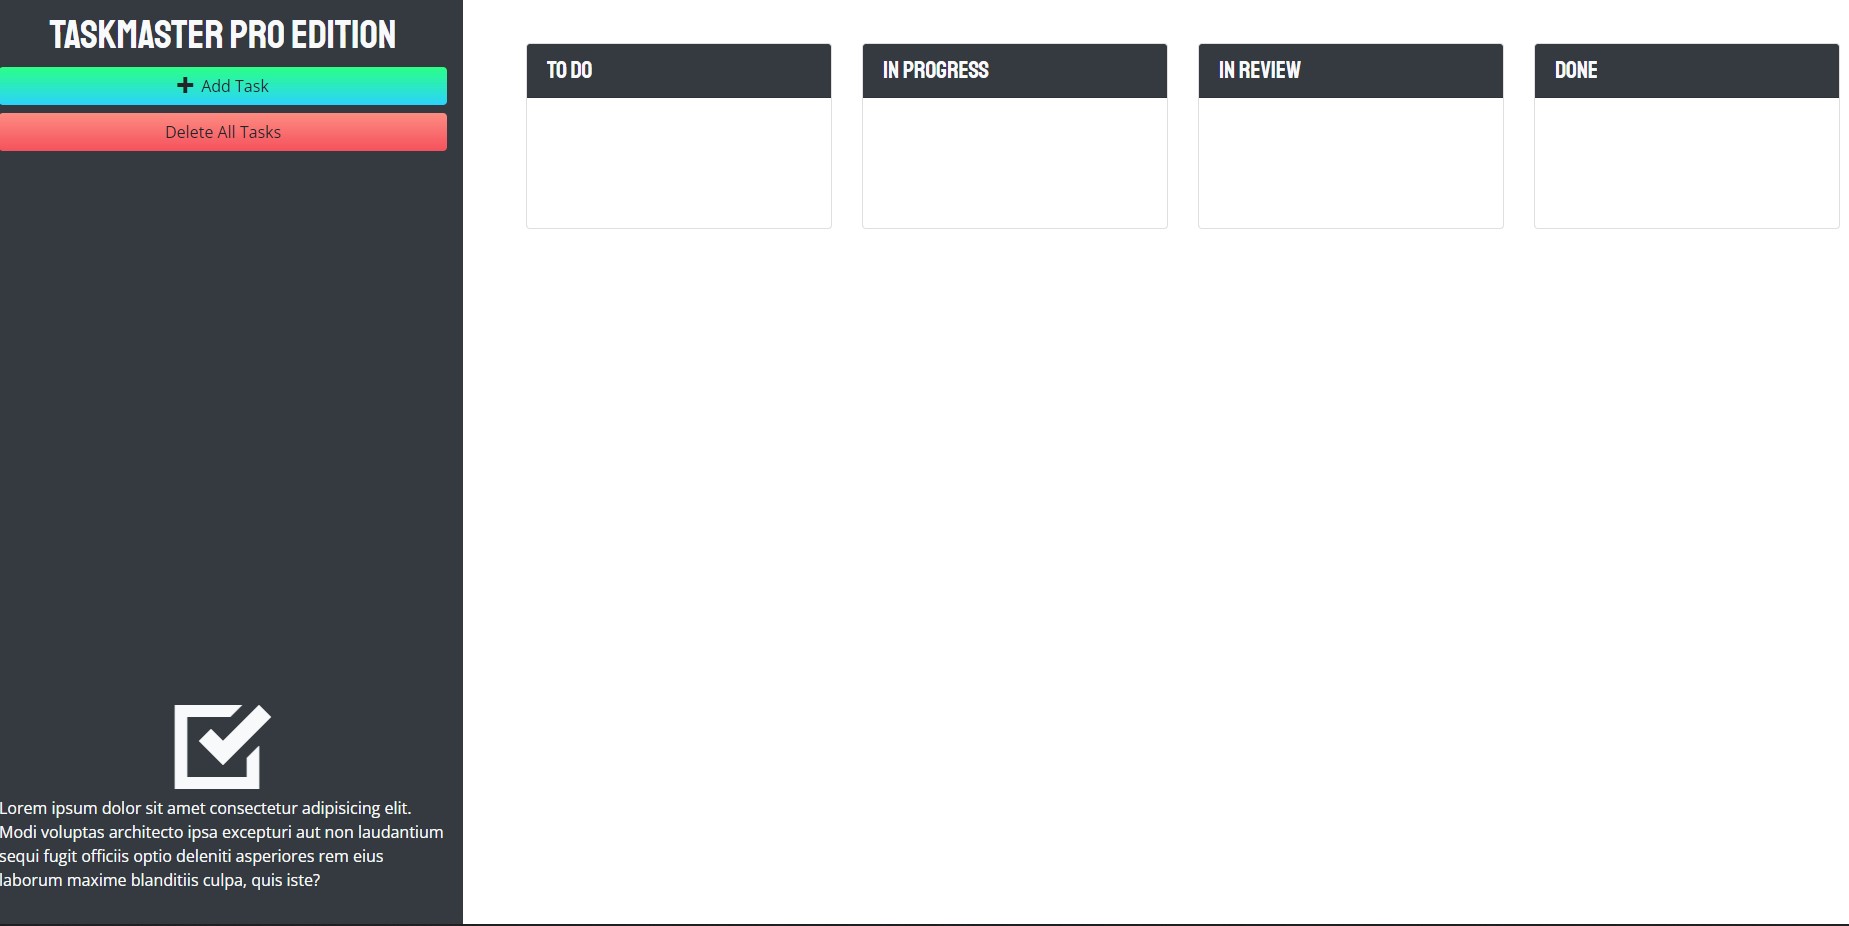 TASKMASTER PRO EDITION
Add Task
Delete All Tasks
TO DO
IN PROGRESS
IN REVIEW
DONE
Lorem ipsum dolor sit amet consectetur adipisicing elit.
Modi voluptas architecto ipsa excepturi aut non laudantium
sequi fugit officiis optio deleniti asperiores rem eius
laborum maxime blanditiis culpa, quis iste?